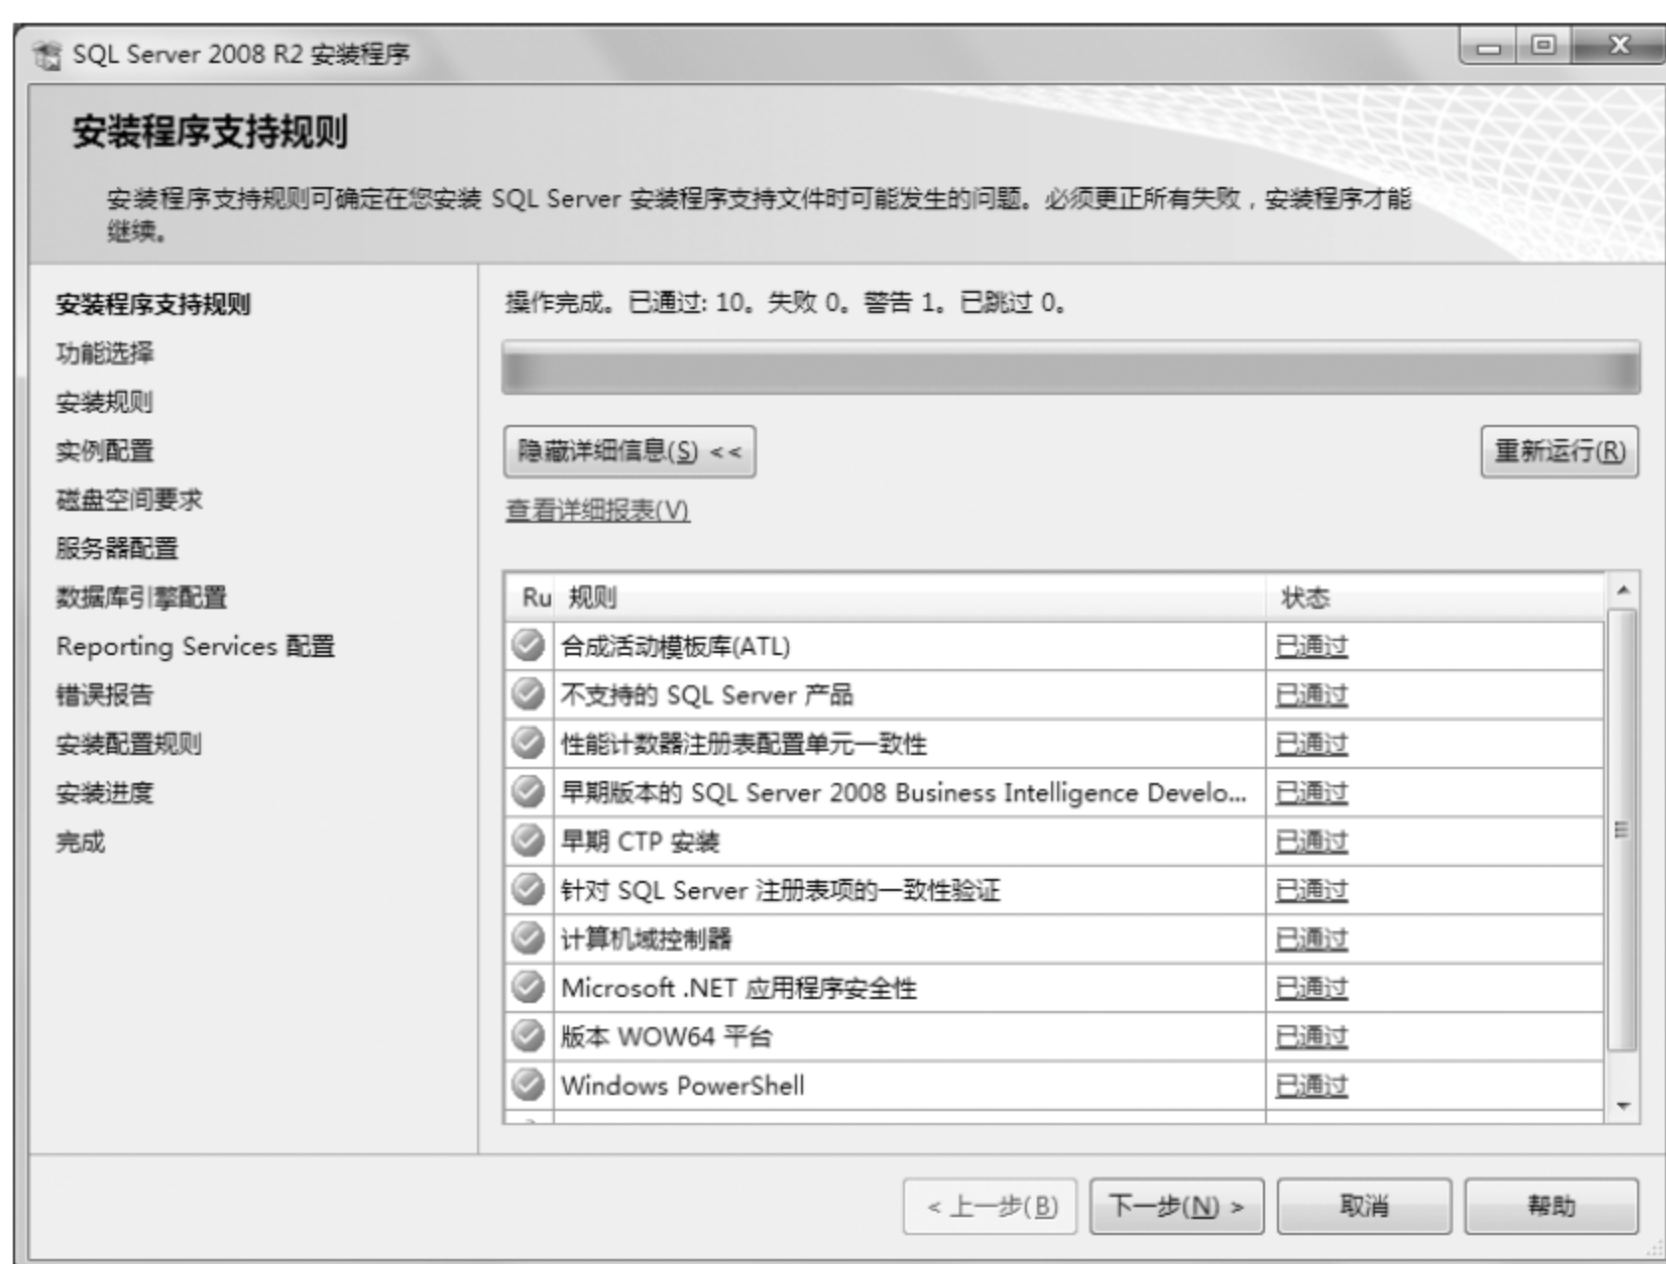 SQL Server 2008 R2 安装程序
安装程序支持规则
安装程序支持规则可确定在您安装 SQL Server 安装程序支持文件时可能发生的问题。必须更正所有失败，安装程序才能
继续。
安装程序支持规则
功能选择
安装规则
实例配置
磁盘空间要求
服务器配置
数据库引擎配置
Reporting Services 配置
错误报告
安装配置规则
安装进度
完成
操作完成。已通过: 10。失败 0。警告 1。已跳过 0。
隐藏详细信息(S) <<
重新运行(R)
查看详细报表(V)
Ru 规则 状态
合成活动模板库(ATL) 已通过
不支持的 SQL Server 产品 已通过
性能计数器注册表配置单元一致性 已通过
早期版本的 SQL Server 2008 Business Intelligence Develo... 已通过
早期 CTP 安装 已通过
针对 SQL Server 注册表项的一致性验证 已通过
计算机域控制器 已通过
Microsoft .NET 应用程序安全性 已通过
版本 WOW64 平台 已通过
Windows PowerShell 已通过
< 上一步(B) 下一步(N) > 取消 帮助